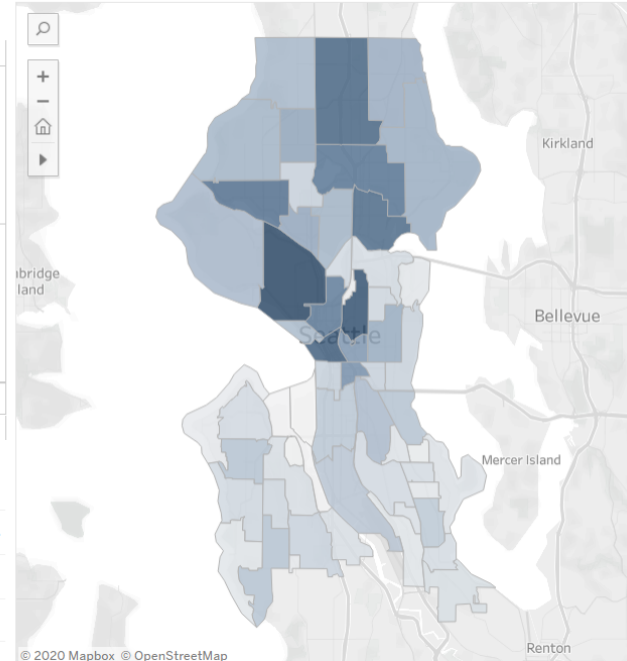 Kirkland
bridge
land
Bellevue
Seattle
Mercer Island
Renton
© 2020 Mapbox © OpenStreetMap